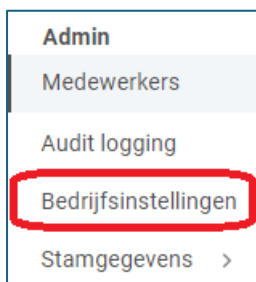 Admin
Medewerkers
Audit logging
Bedrijfsinstellingen
Stamgegevens >